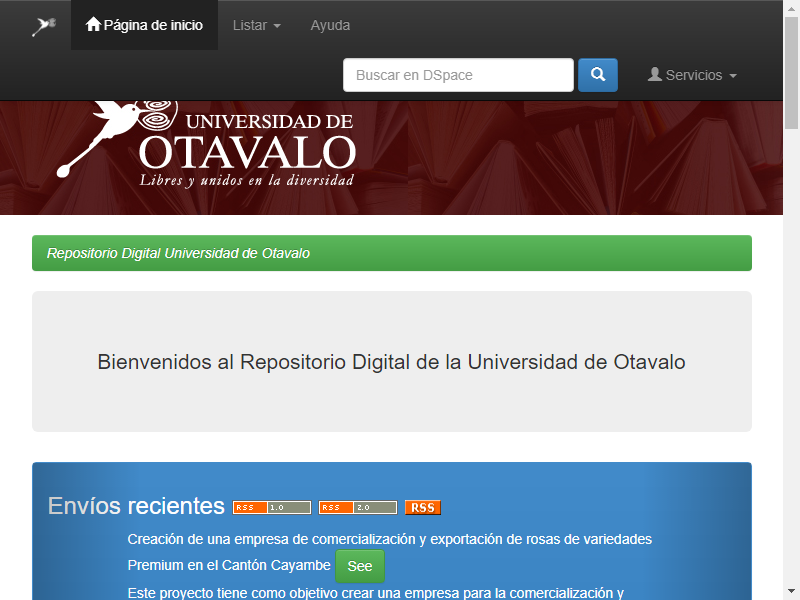 Página de inicio
Listar
Ayuda
Buscar en DSpace
Servicios
UNIVERSIDAD DE
OTAVALO
Libres y unidos en la diversidad
Repositorio Digital Universidad de Otavalo
Bienvenidos al Repositorio Digital de la Universidad de Otavalo
Envíos recientes RSS 1.0 RSS 2.0 RSS
Creación de una empresa de comercialización y exportación de rosas de variedades
Premium en el Cantón Cayambe See
Este proyecto tiene como objetivo crear una empresa para la comercialización y